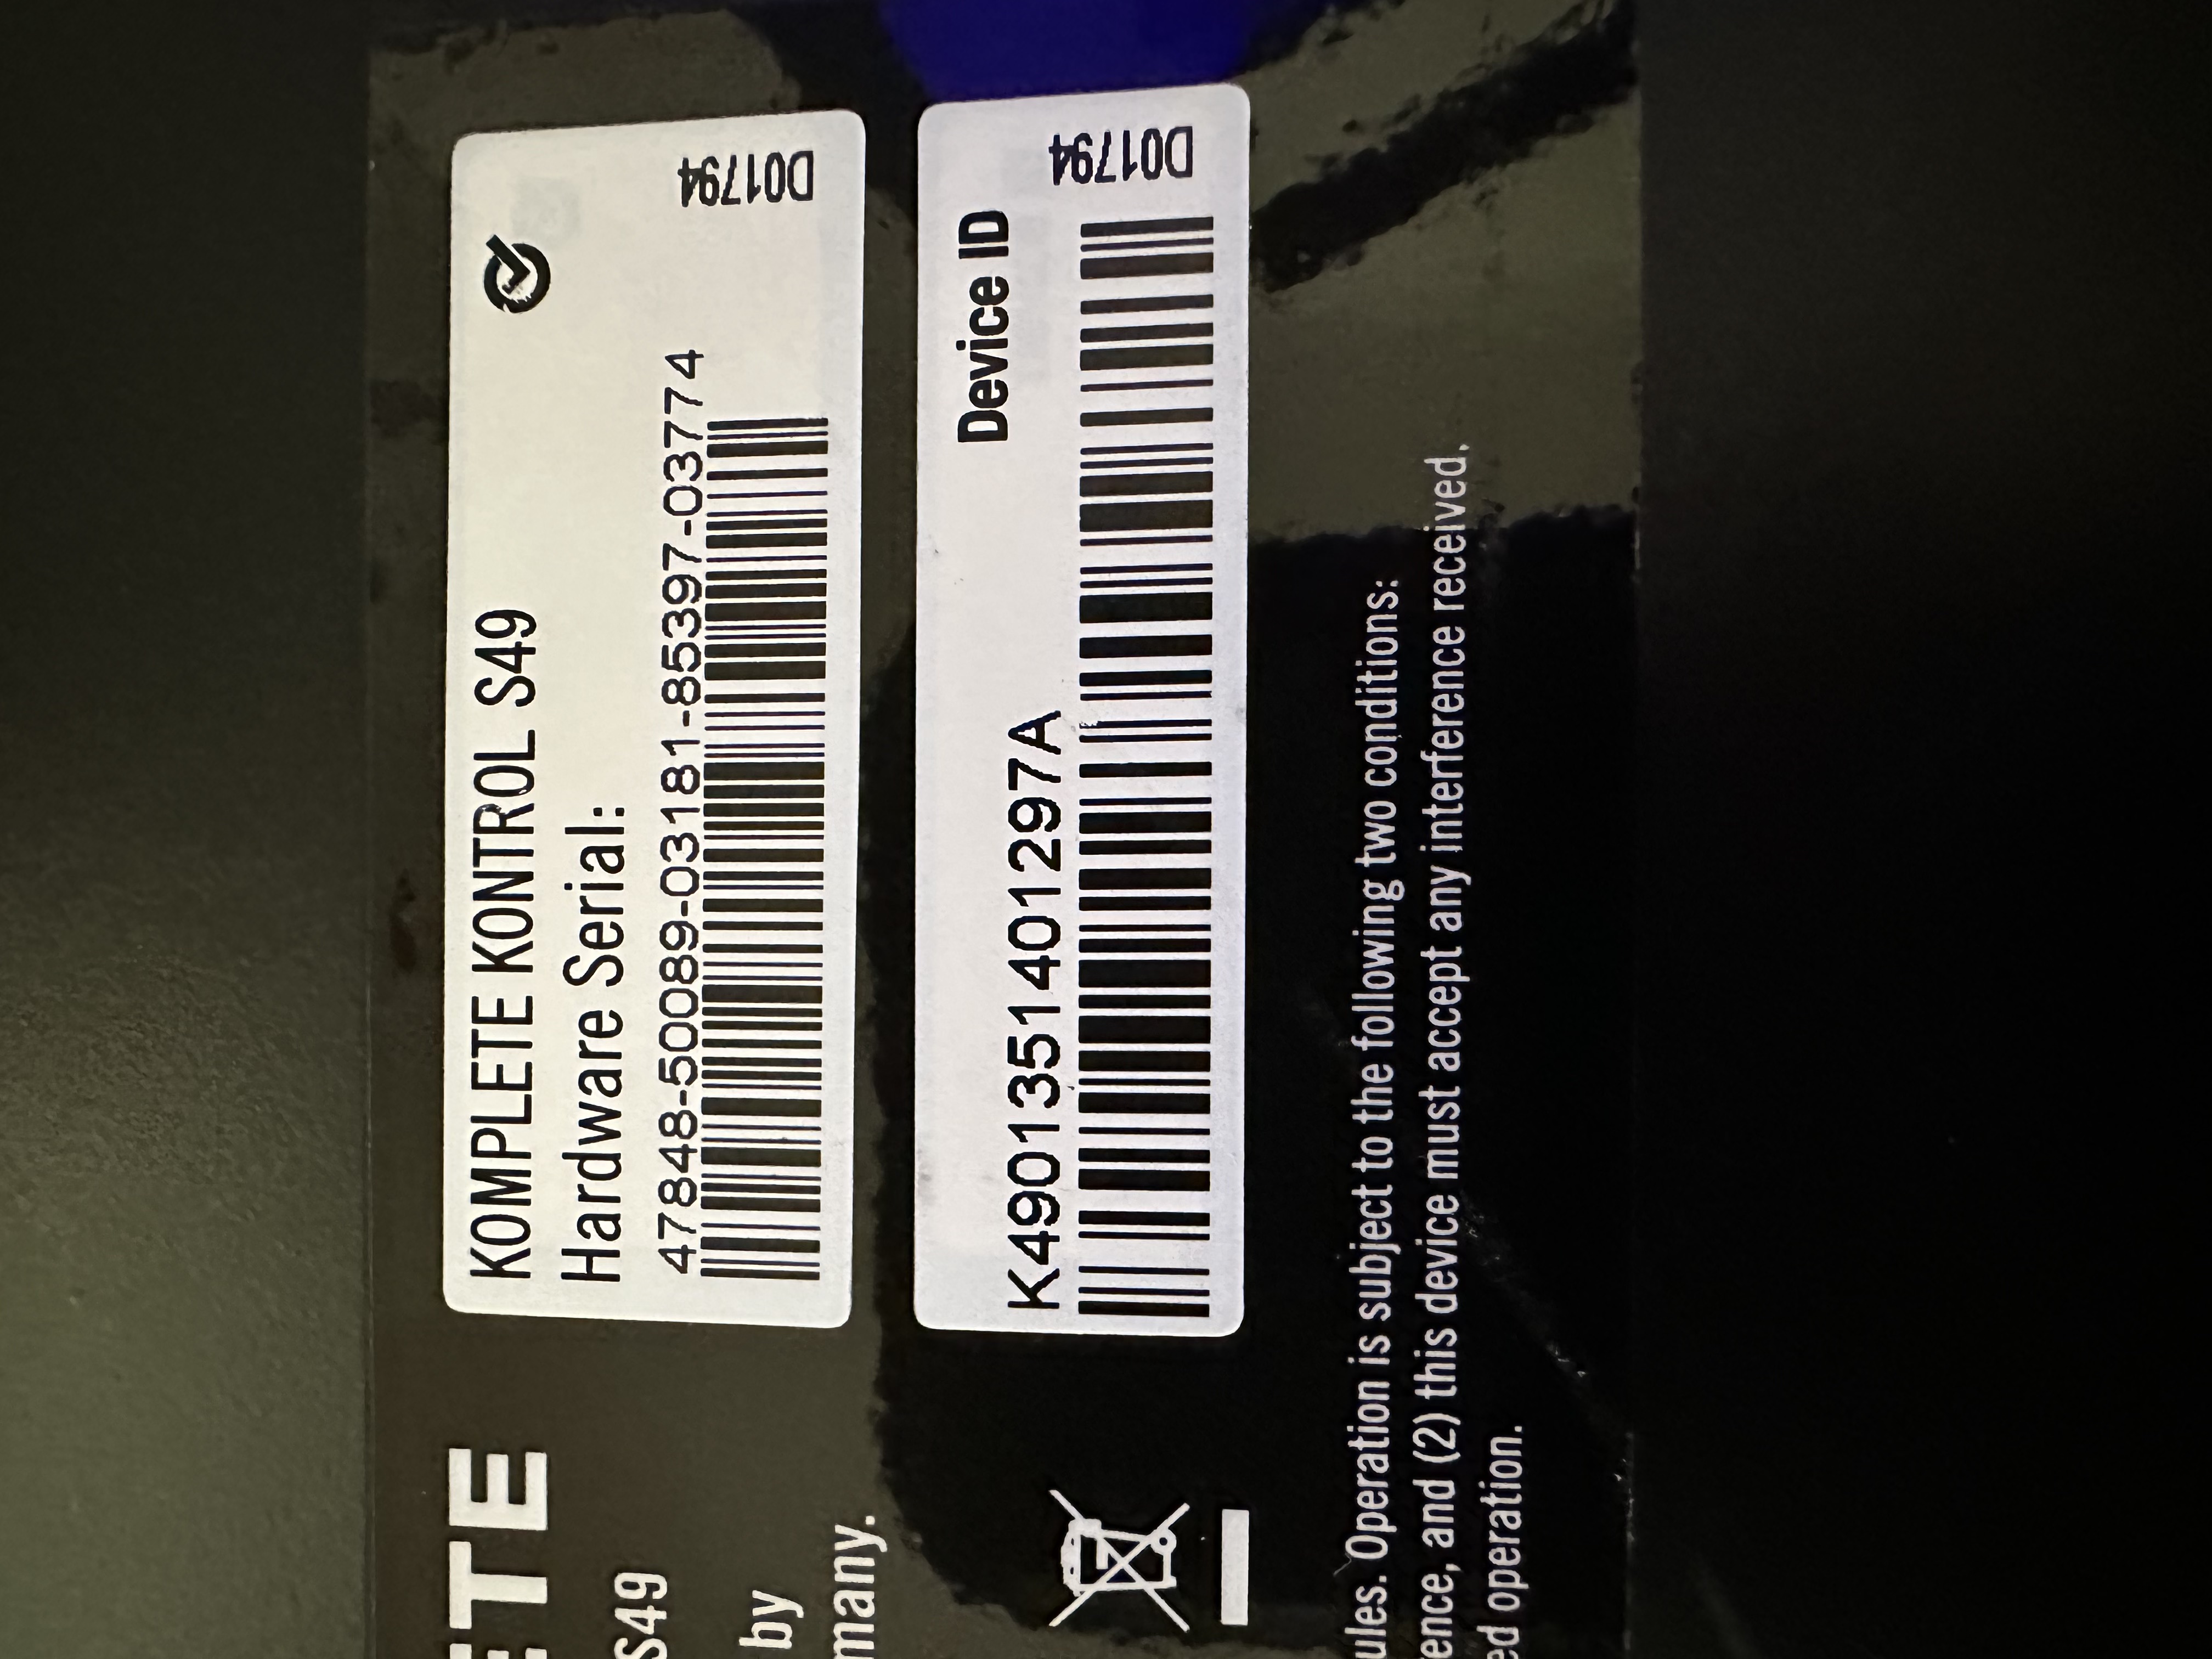 KOMPLETE KONTROL S49
Hardware Serial:
47848-50089-03181-85397-03774
D01794
Device ID
K4901351401297A
D01794
S49
by
many.
ules. Operation is subject to the following two conditions:
ence, and (2) this device must accept any interference received,
ed operation.